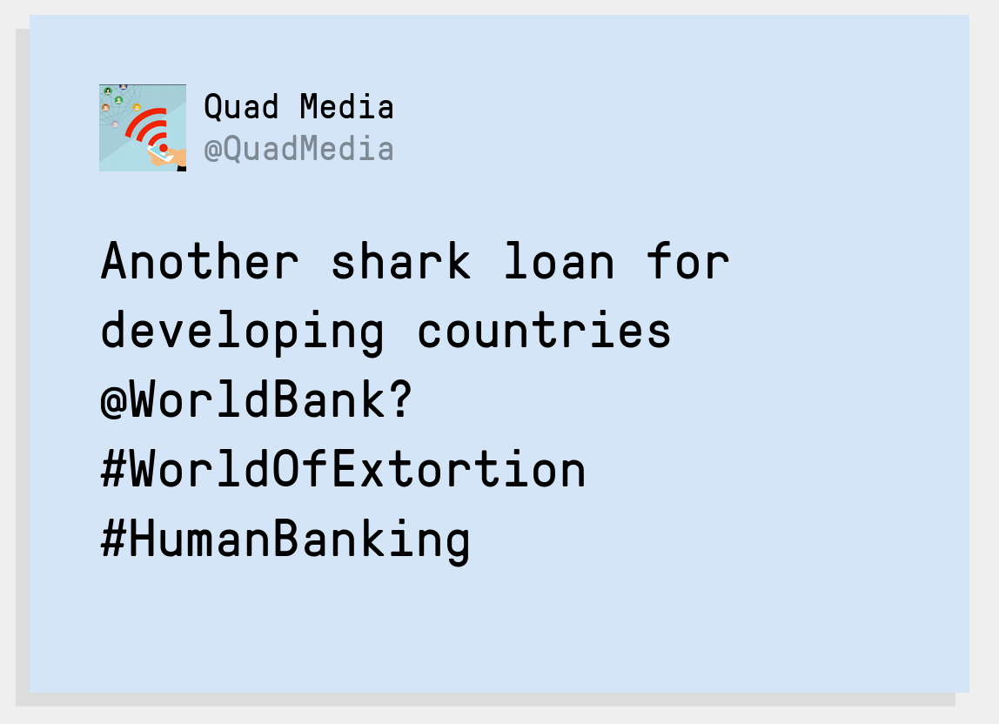 Quad Media
@QuadMedia
Another shark loan for
developing countries
@WorldBank?
#WorldOfExtortion
#HumanBanking